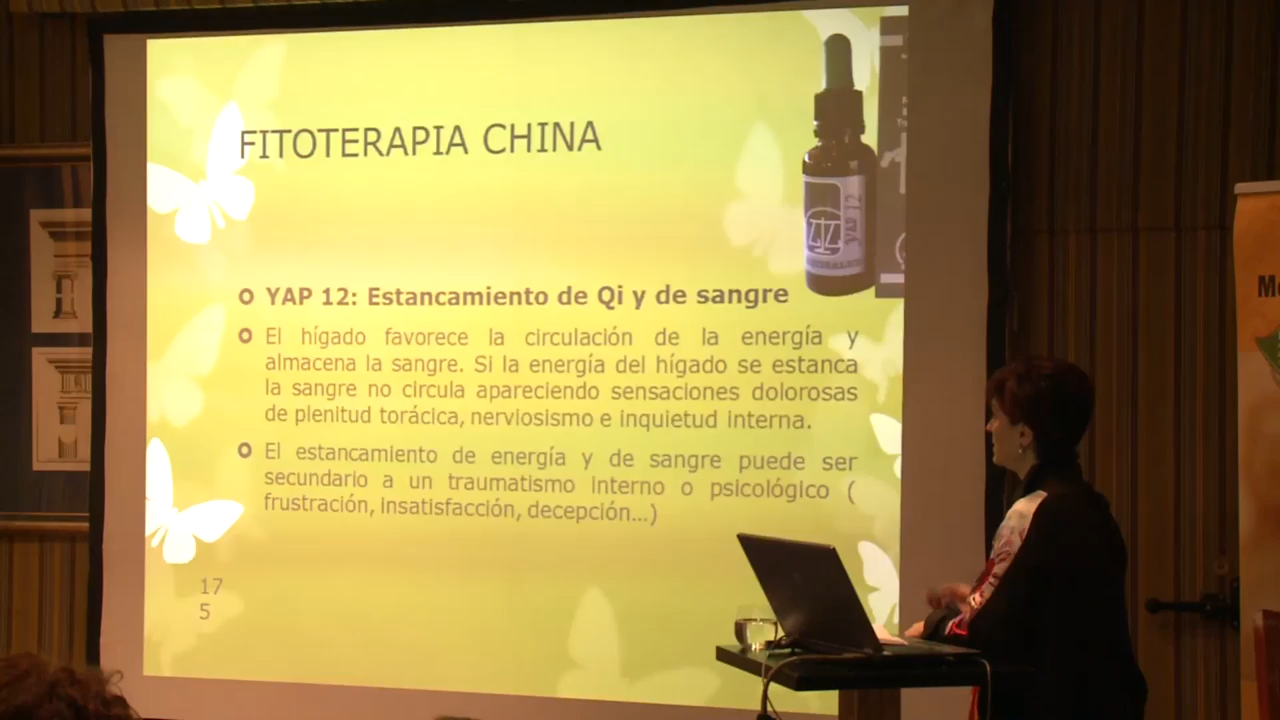 FITOTERAPIA CHINA
YAP 12
YAP 12: Estancamiento de Qi y de sangre
El hígado favorece la circulación de la energía y
almacena la sangre. Si la energía del hígado se estanca
la sangre no circula apareciendo sensaciones dolorosas
de plenitud torácica, nerviosismo e inquietud interna.
El estancamiento de energía y de sangre puede ser
secundario a un traumatismo interno o psicológico (
frustración, insatisfacción, decepción...)
17
5